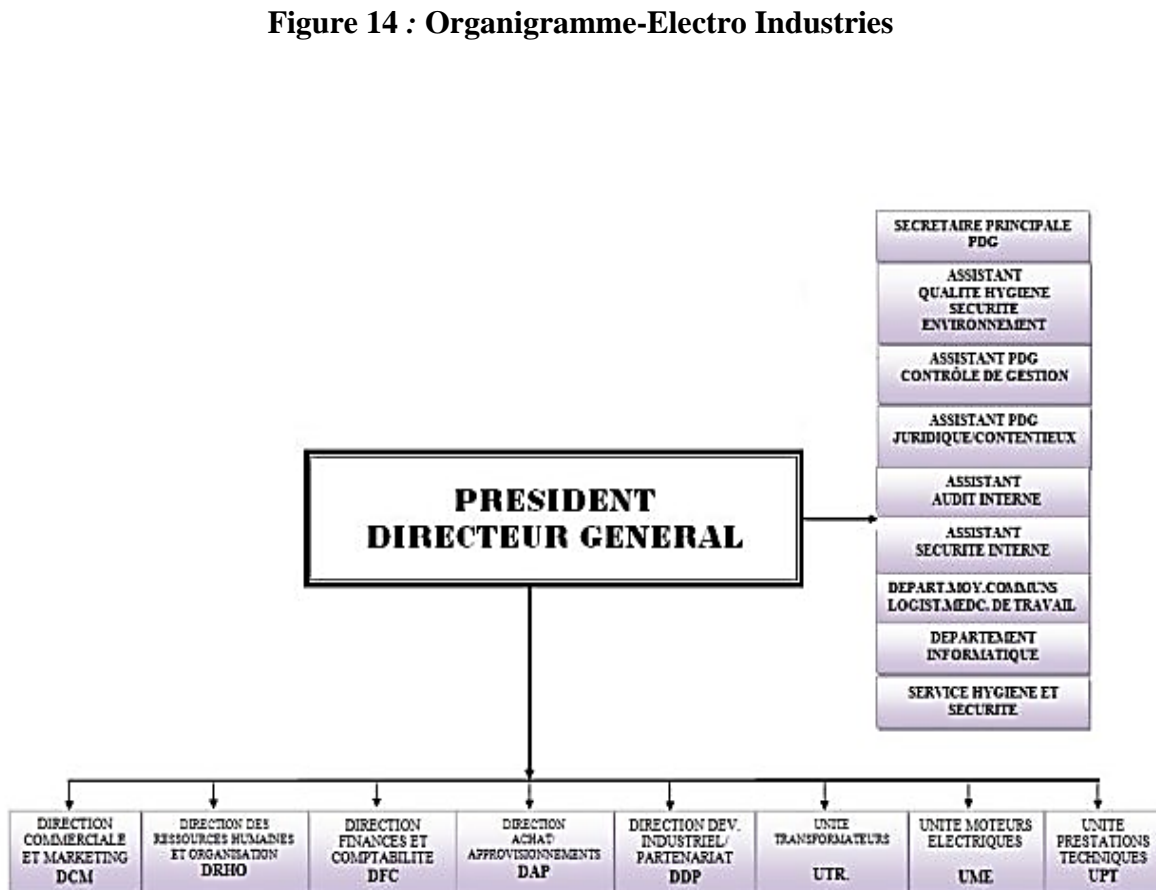 Figure 14 : Organigramme-Electro Industries
SECRETAIRE PRINCIPALE
PDG
ASSISTANT
QUALITE HYGIENE
SECURITE
ENVIRONNEMENT
ASSISTANT PDG
CONTRÔLE DE GESTION
ASSISTANT PDG
JURIDIQUE/CONTENTIEUX
ASSISTANT
AUDIT INTERNE
ASSISTANT
SECURITE INTERNE
DEPART.MOY.COMMUNS
LOGIST.MEDC. DE TRAVAIL
DEPARTEMENT
INFORMATIQUE
SERVICE HYGIENE ET
SECURITE
PRESIDENT
DIRECTEUR GENERAL
DIRECTION
COMMERCIALE
ET MARKETING
DCM
DIRECTION DES
RESSOURCES HUMAINES
ET ORGANISATION
DRHO
DIRECTION
FINANCES ET
COMPTABILITE
DFC
DIRECTION
ACHAT/
APPROVISIONNEMENTS
DAP
DIRECTION DEV.
INDUSTRIEL/
PARTENARIAT
DDP
UNITE
TRANSFORMATEURS
UTR.
UNITE MOTEURS
ELECTRIQUES
UME
UNITE
PRESTATIONS
TECHNIQUES
UPT